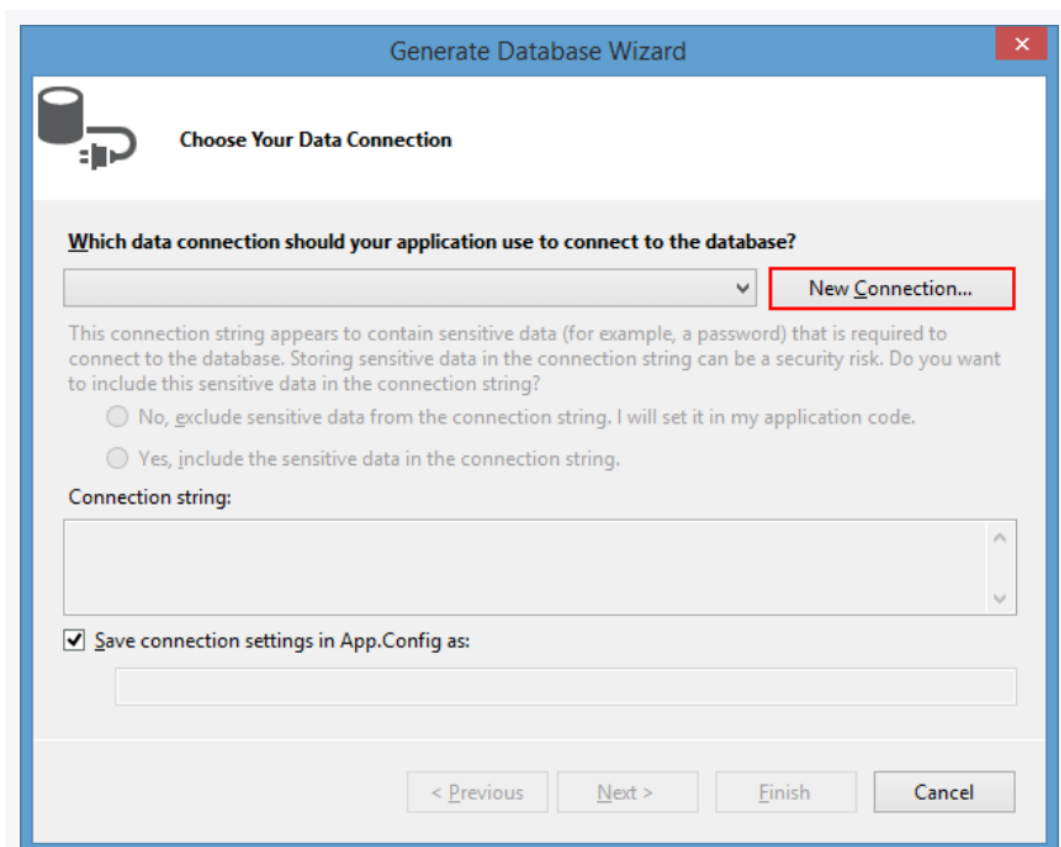 Generate Database Wizard
Choose Your Data Connection
Which data connection should your application use to connect to the database?
New Connection...
This connection string appears to contain sensitive data (for example, a password) that is required to
connect to the database. Storing sensitive data in the connection string can be a security risk. Do you want
to include this sensitive data in the connection string?
No, exclude sensitive data from the connection string. I will set it in my application code.
Yes, include the sensitive data in the connection string.
Connection string:
Save connection settings in App.Config as:
< Previous
Next >
Finish
Cancel